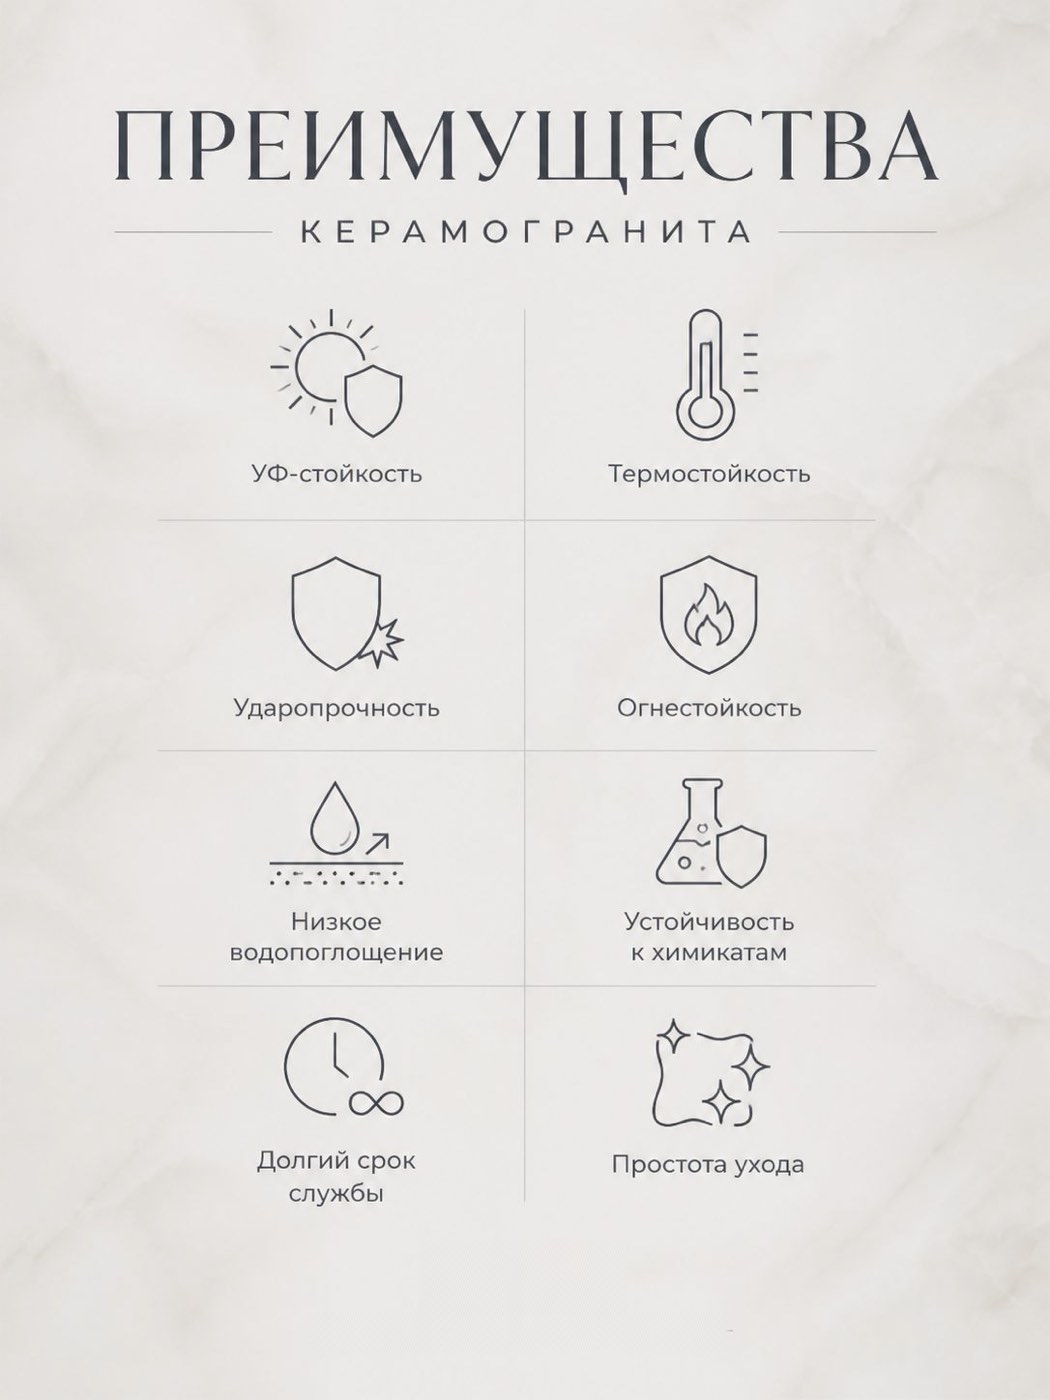 ПРЕИМУЩЕСТВА
КЕРАМОГРАНИТА
УФ-стойкость
Термостойкость
Ударопрочность
Огнестойкость
Низкое
водопоглощение
Устойчивость
к химикатам
Долгий срок
службы
Простота ухода